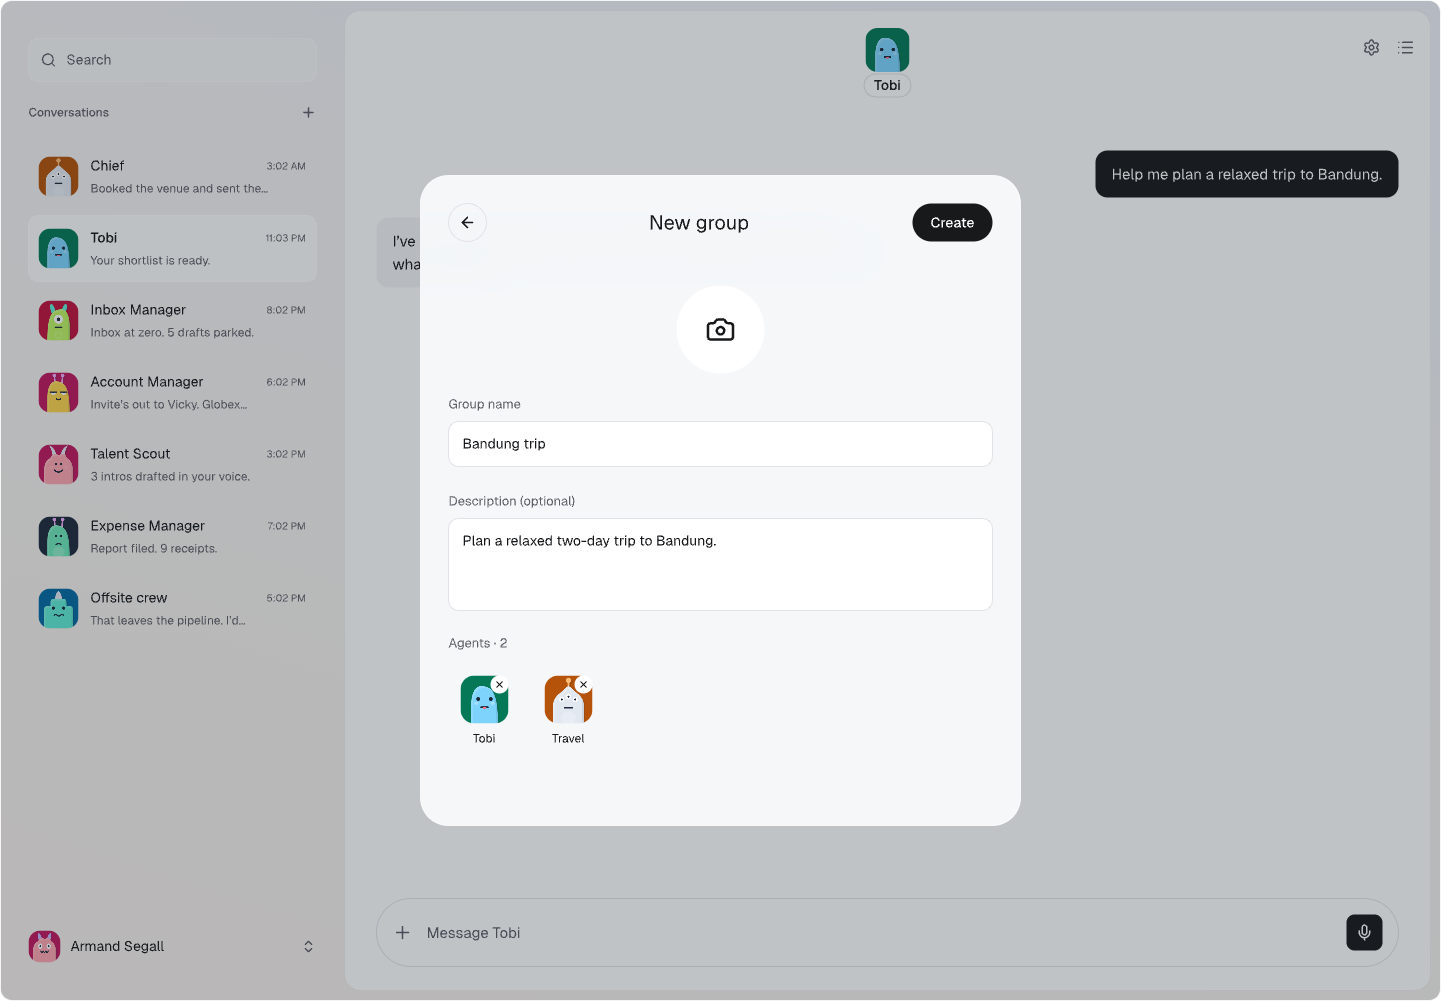 Search
Conversations
Chief
3:02 AM
Booked the venue and sent the...
Tobi
11:03 PM
Your shortlist is ready.
Inbox Manager
8:02 PM
Inbox at zero. 5 drafts parked.
Account Manager
6:02 PM
Invite's out to Vicky. Globex...
Talent Scout
3:02 PM
3 intros drafted in your voice.
Expense Manager
7:02 PM
Report filed. 9 receipts.
Offsite crew
5:02 PM
That leaves the pipeline. I'd...
Armand Segall
Tobi
Help me plan a relaxed trip to Bandung.
I've
wha
New group
Create
Group name
Bandung trip
Description (optional)
Plan a relaxed two-day trip to Bandung.
Agents · 2
Tobi
Travel
Message Tobi